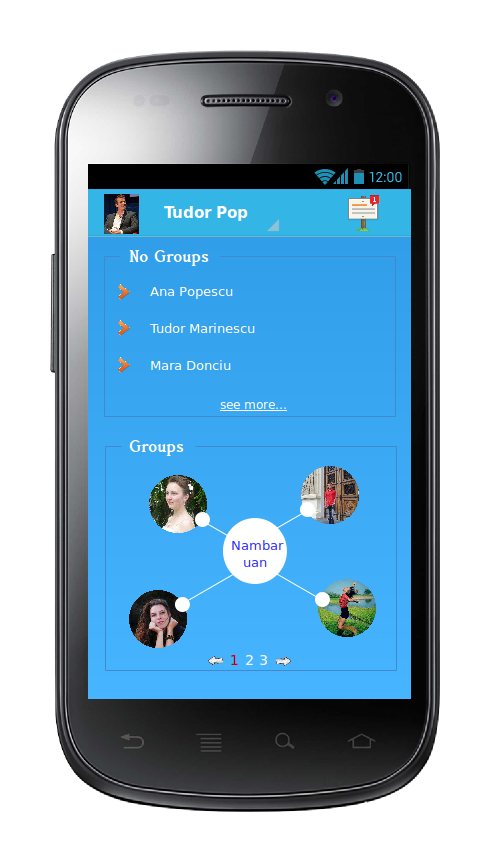 12:00
Tudor Pop
1
No Groups
Ana Popescu
Tudor Marinescu
Mara Donciu
see more...
Groups
Nambar
uan
1 2 3